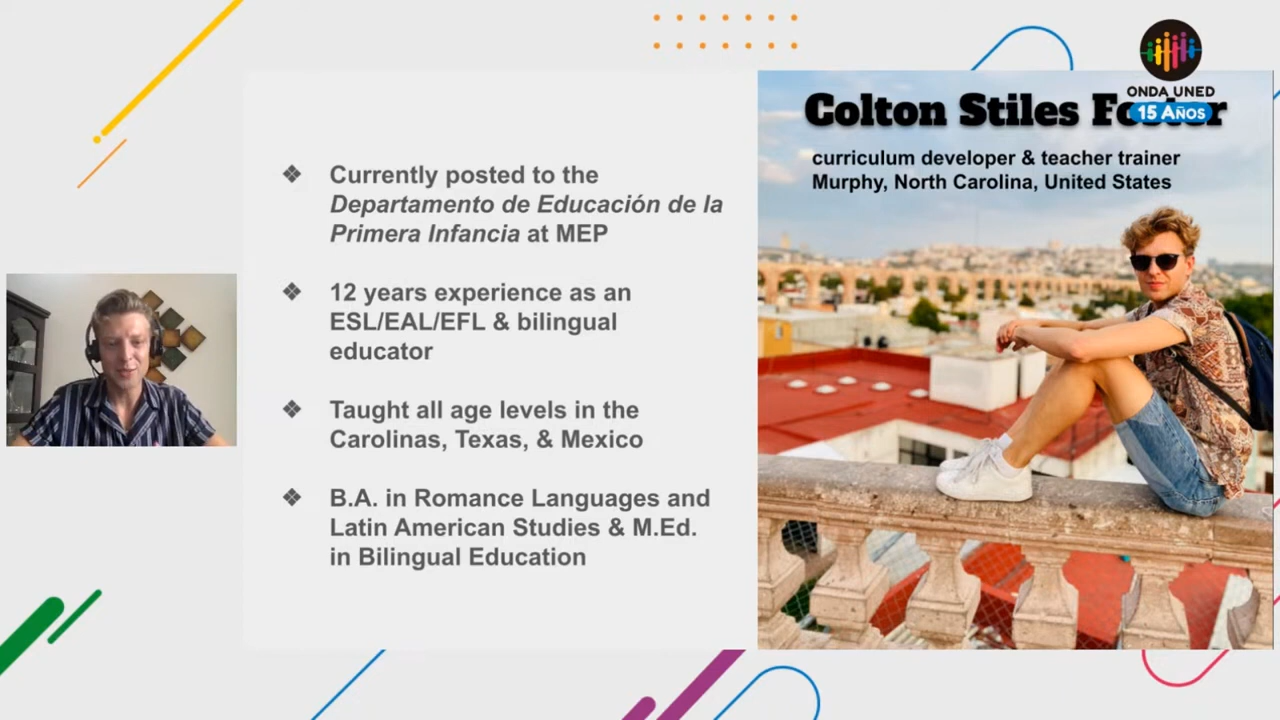 Currently posted to the
Departamento de Educación de la
Primera Infancia at MEP
12 years experience as an
ESL/EAL/EFL & bilingual
educator
Taught all age levels in the
Carolinas, Texas, & Mexico
B.A. in Romance Languages and
Latin American Studies & M.Ed.
in Bilingual Education
Colton Stiles Foster
curriculum developer & teacher trainer
Murphy, North Carolina, United States
ONDA UNED
15 AÑOS